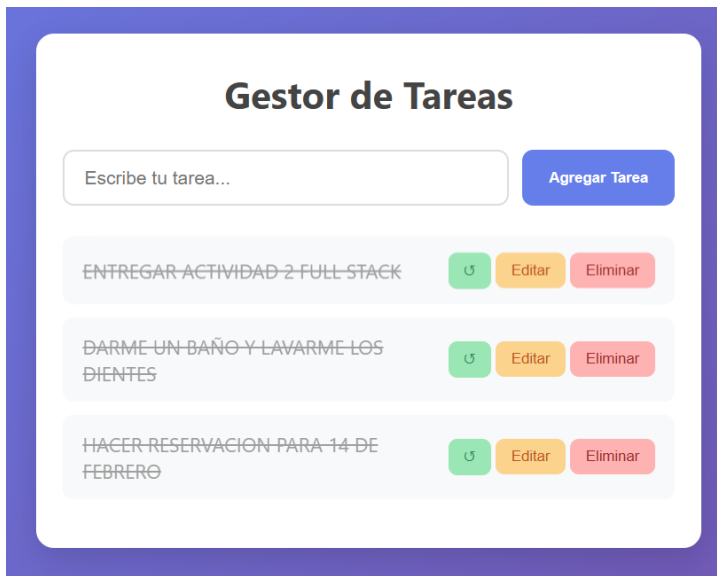 Gestor de Tareas
Escribe tu tarea...
Agregar Tarea
ENTREGAR ACTIVIDAD 2 FULL STACK
↺ Editar Eliminar
DARME UN BAÑO Y LAVARME LOS
DIENTES
↺ Editar Eliminar
HACER RESERVACION PARA 14 DE
FEBRERO
↺ Editar Eliminar